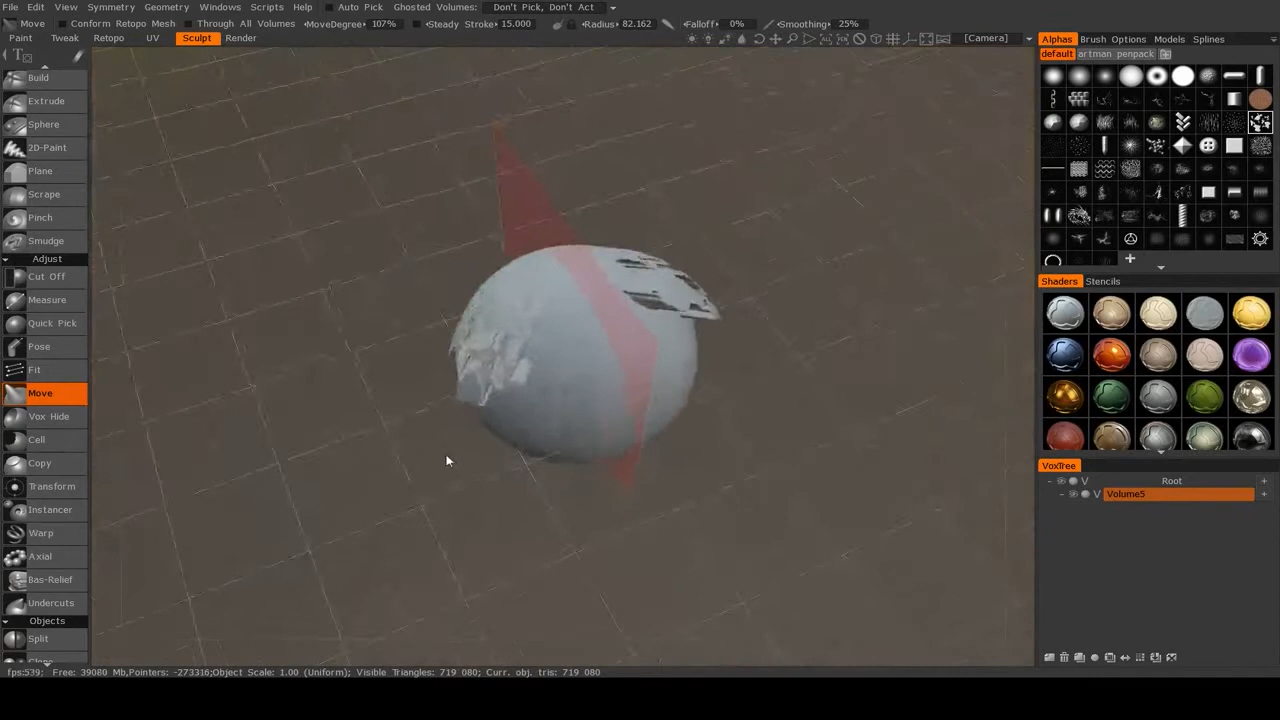 File Edit View Symmetry Geometry Windows Scripts Help Auto Pick Ghosted Volumes: Don't Pick, Don't Act
Move Conform Retopo Mesh Through All Volumes MoveDegree 107% Steady Stroke 15.000 Radius 82.162 Falloff 0% Smoothing 25%
Paint Tweak Retopo UV Sculpt Render [Camera]
Alphas Brush Options Models Splines
default artman penpack
Build
Extrude
Sphere
2D-Paint
Plane
Scrape
Pinch
Smudge
Adjust
Cut Off
Measure
Quick Pick
Pose
Fit
Move
Vox Hide
Cell
Copy
Transform
Instancer
Warp
Axial
Bas-Relief
Undercuts
Objects
Split
Shaders Stencils
VoxTree
V Root +
V Volume5 +
fps:539; Free: 39080 Mb,Pointers: -273316;Object Scale: 1.00 (Uniform); Visible Triangles: 719 080; Curr. obj. tris: 719 080